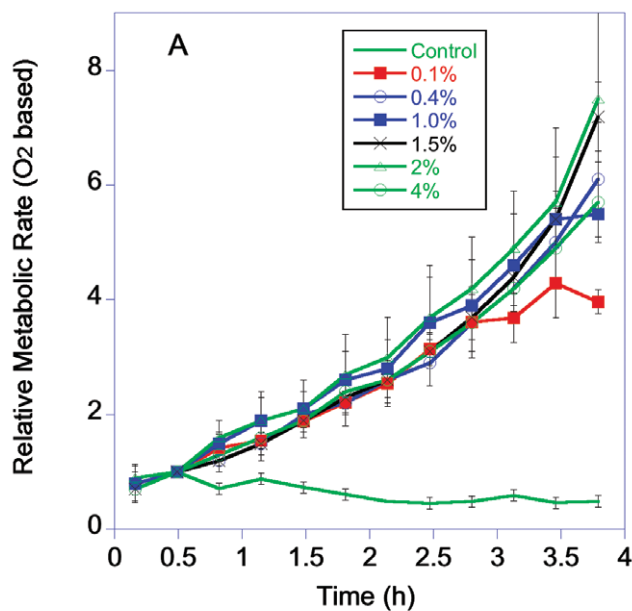 A
Control
0.1%
0.4%
1.0%
1.5%
2%
4%
Relative Metabolic Rate (O2 based)
8
6
4
2
0
0 0.5 1 1.5 2 2.5 3 3.5 4
Time (h)